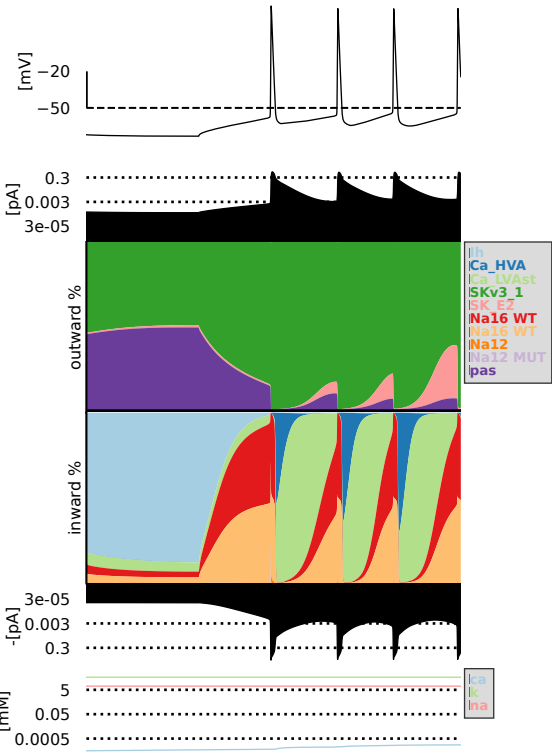 [mV]
−20
−50
[pA]
0.3
0.003
3e-05
outward %
Ih
Ca_HVA
Ca_LVAst
SKv3_1
SK_E2
Na16 WT
Na16 WT
Na12
Na12 MUT
pas
inward %
-[pA]
3e-05
0.003
0.3
[mM]
5
0.05
0.0005
ca
k
na